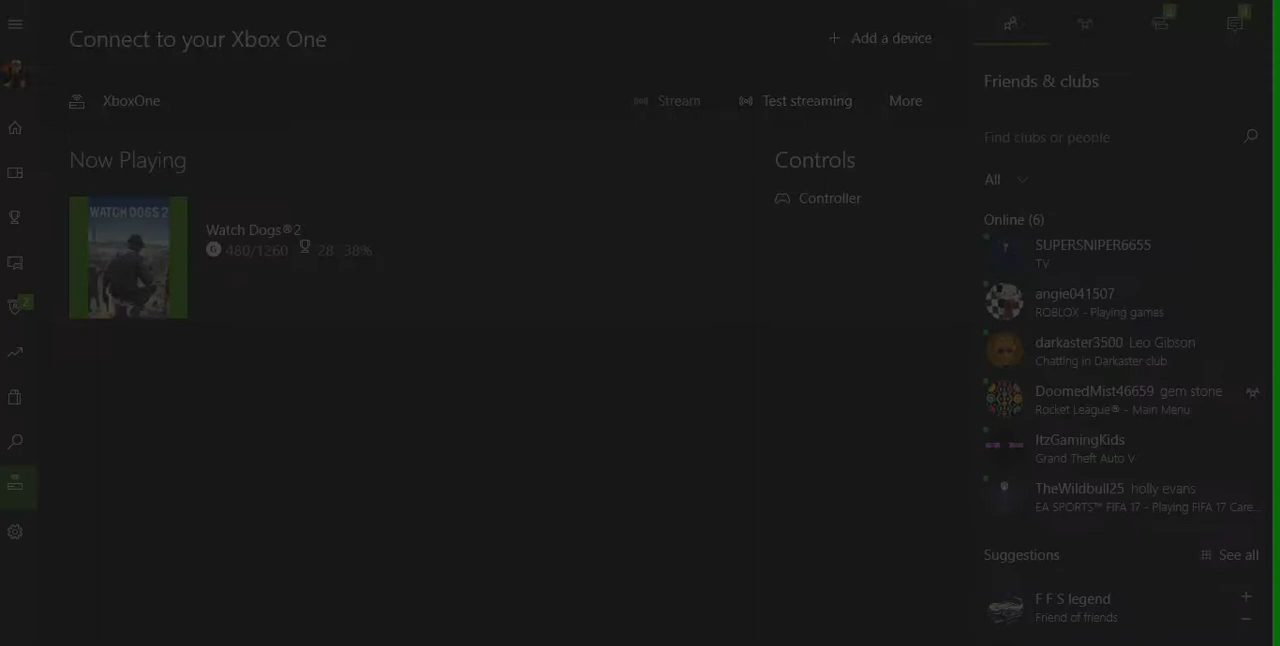 Connect to your Xbox One
+ Add a device
XboxOne
Stream
Test streaming
More
Now Playing
WATCH DOGS 2
Watch Dogs®2
G 480/1260 28 38%
Controls
Controller
2
Friends & clubs
Find clubs or people
All
Online (6)
SUPERSNIPER6655
TV
angie041507
ROBLOX - Playing games
darkaster3500 Leo Gibson
Chatting in Darkaster club
DoomedMist46659 gem stone
Rocket League® - Main Menu
ItzGamingKids
Grand Theft Auto V
TheWildbull25 holly evans
EA SPORTS™ FIFA 17 - Playing FIFA 17 Care...
Suggestions
See all
F F S legend
Friend of friends